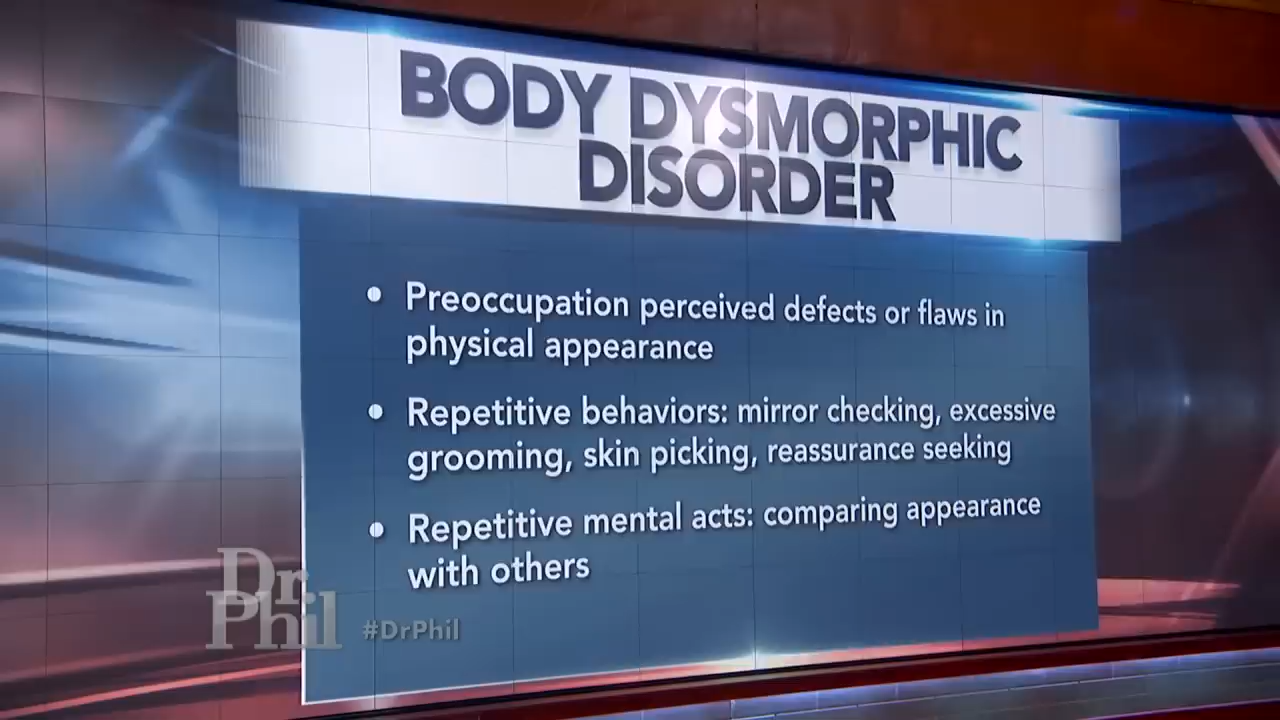 BODY DYSMORPHIC
DISORDER
• Preoccupation perceived defects or flaws in
physical appearance
• Repetitive behaviors: mirror checking, excessive
grooming, skin picking, reassurance seeking
• Repetitive mental acts: comparing appearance
with others
Dr.
Phil #DrPhil